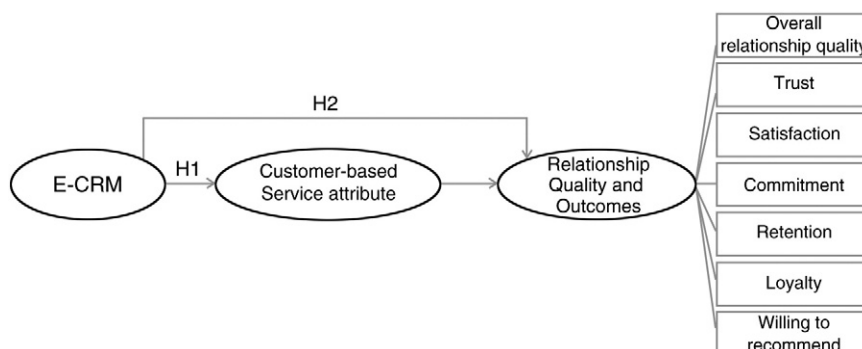 Overall
relationship quality
H2
Trust
H1
E-CRM
Customer-based
Service attribute
Relationship
Quality and
Outcomes
Satisfaction
Commitment
Retention
Loyalty
Willing to
recommend